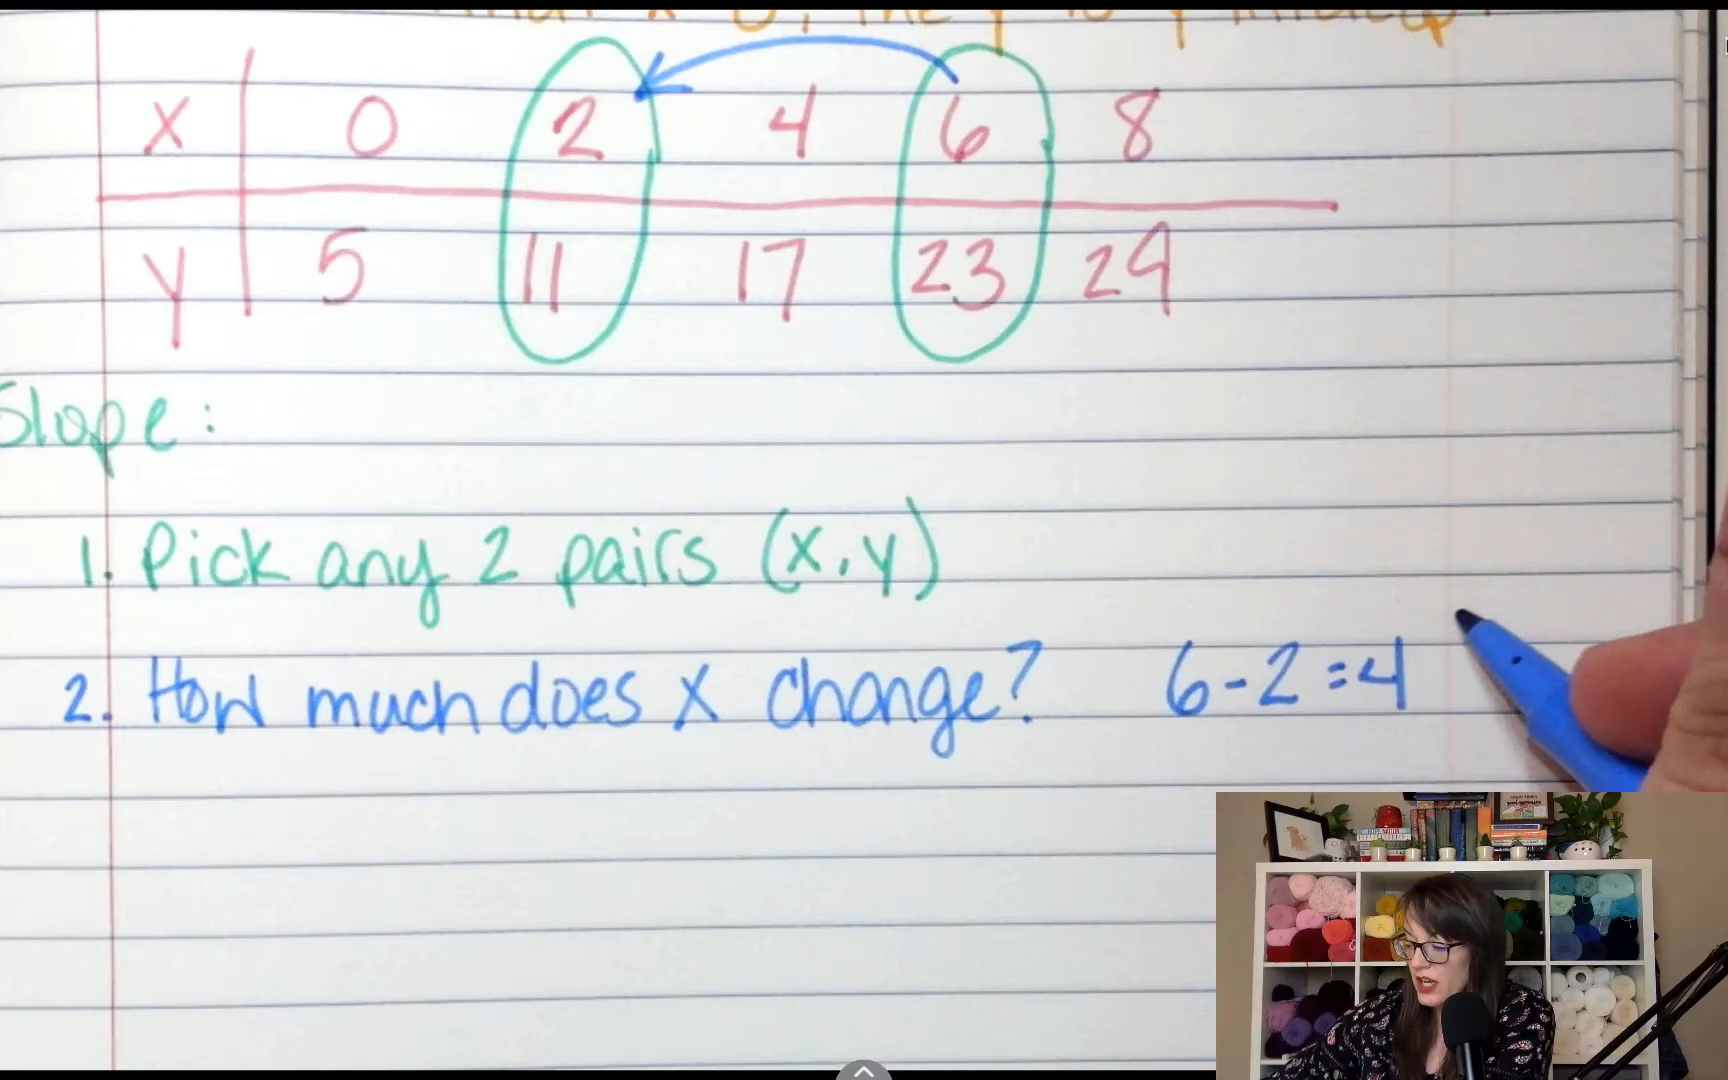 x 0 2 4 6 8
y 5 11 17 23 29
Slope:
1. Pick any 2 pairs (x,y)
2. How much does x change? 6-2=4